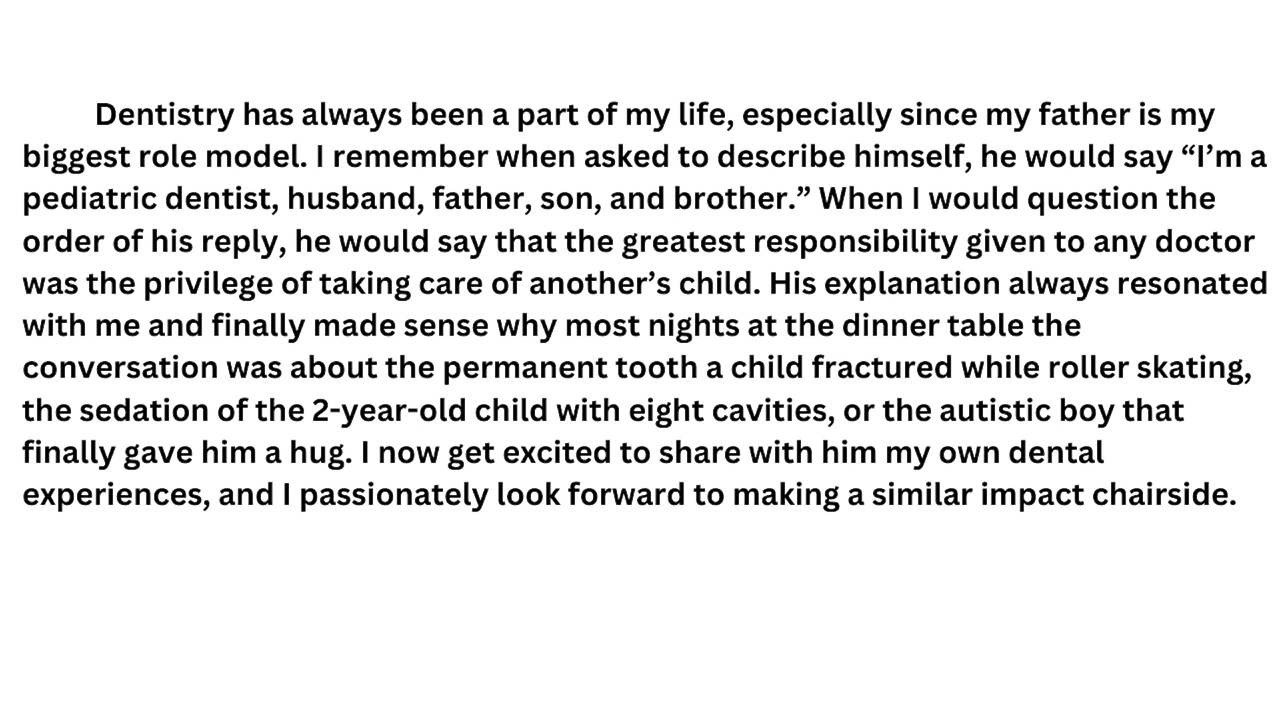 Dentistry has always been a part of my life, especially since my father is my
biggest role model. I remember when asked to describe himself, he would say “I’m a
pediatric dentist, husband, father, son, and brother.” When I would question the
order of his reply, he would say that the greatest responsibility given to any doctor
was the privilege of taking care of another’s child. His explanation always resonated
with me and finally made sense why most nights at the dinner table the
conversation was about the permanent tooth a child fractured while roller skating,
the sedation of the 2-year-old child with eight cavities, or the autistic boy that
finally gave him a hug. I now get excited to share with him my own dental
experiences, and I passionately look forward to making a similar impact chairside.